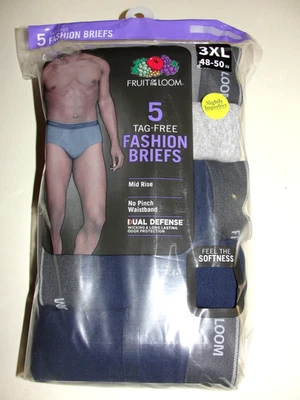 5 FASHION BRIEFS
3XL
48-50 IN
FRUIT OF THE LOOM.
Slightly
Imperfect
5
TAG-FREE
FASHION
BRIEFS
Mid Rise
No Pinch
Waistband
DUAL DEFENSE
WICKING & LONG LASTING
ODOR PROTECTION
FEEL THE
SOFTNESS
LOOM